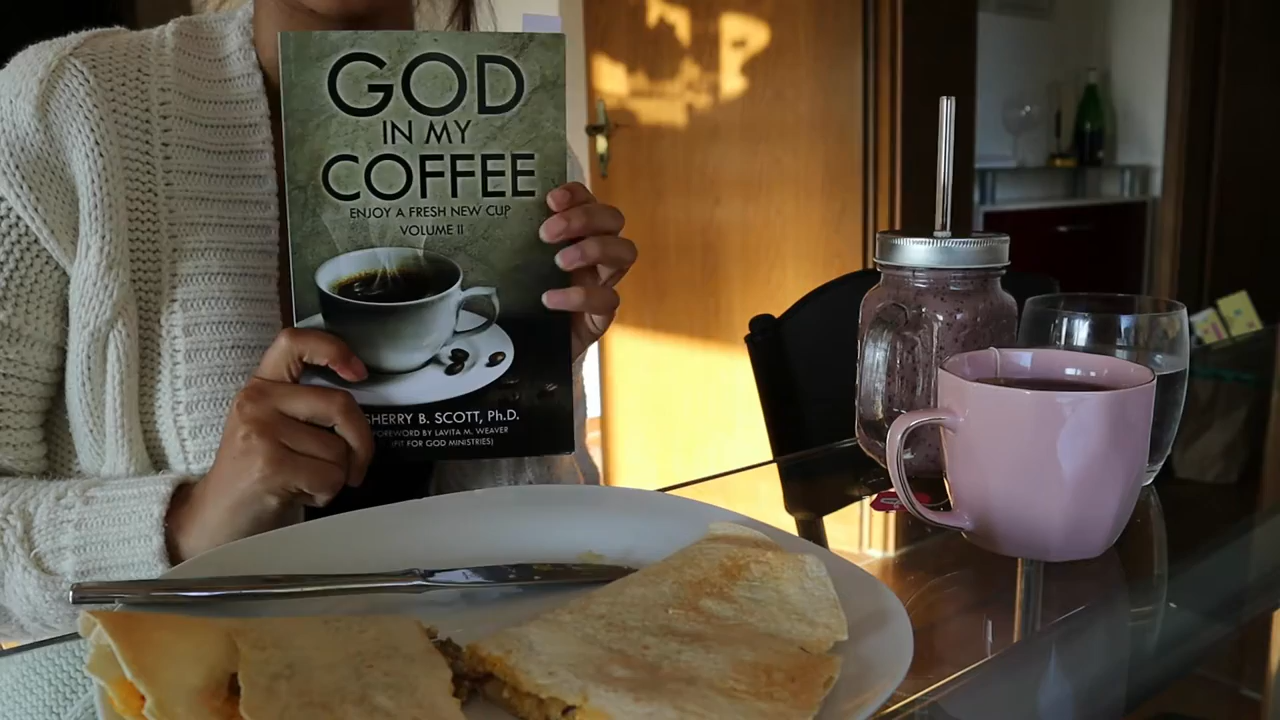 GOD
IN MY
COFFEE
ENJOY A FRESH NEW CUP
VOLUME II
SHERRY B. SCOTT, Ph.D.
FOREWORD BY LAVITA M. WEAVER
(FIT FOR GOD MINISTRIES)